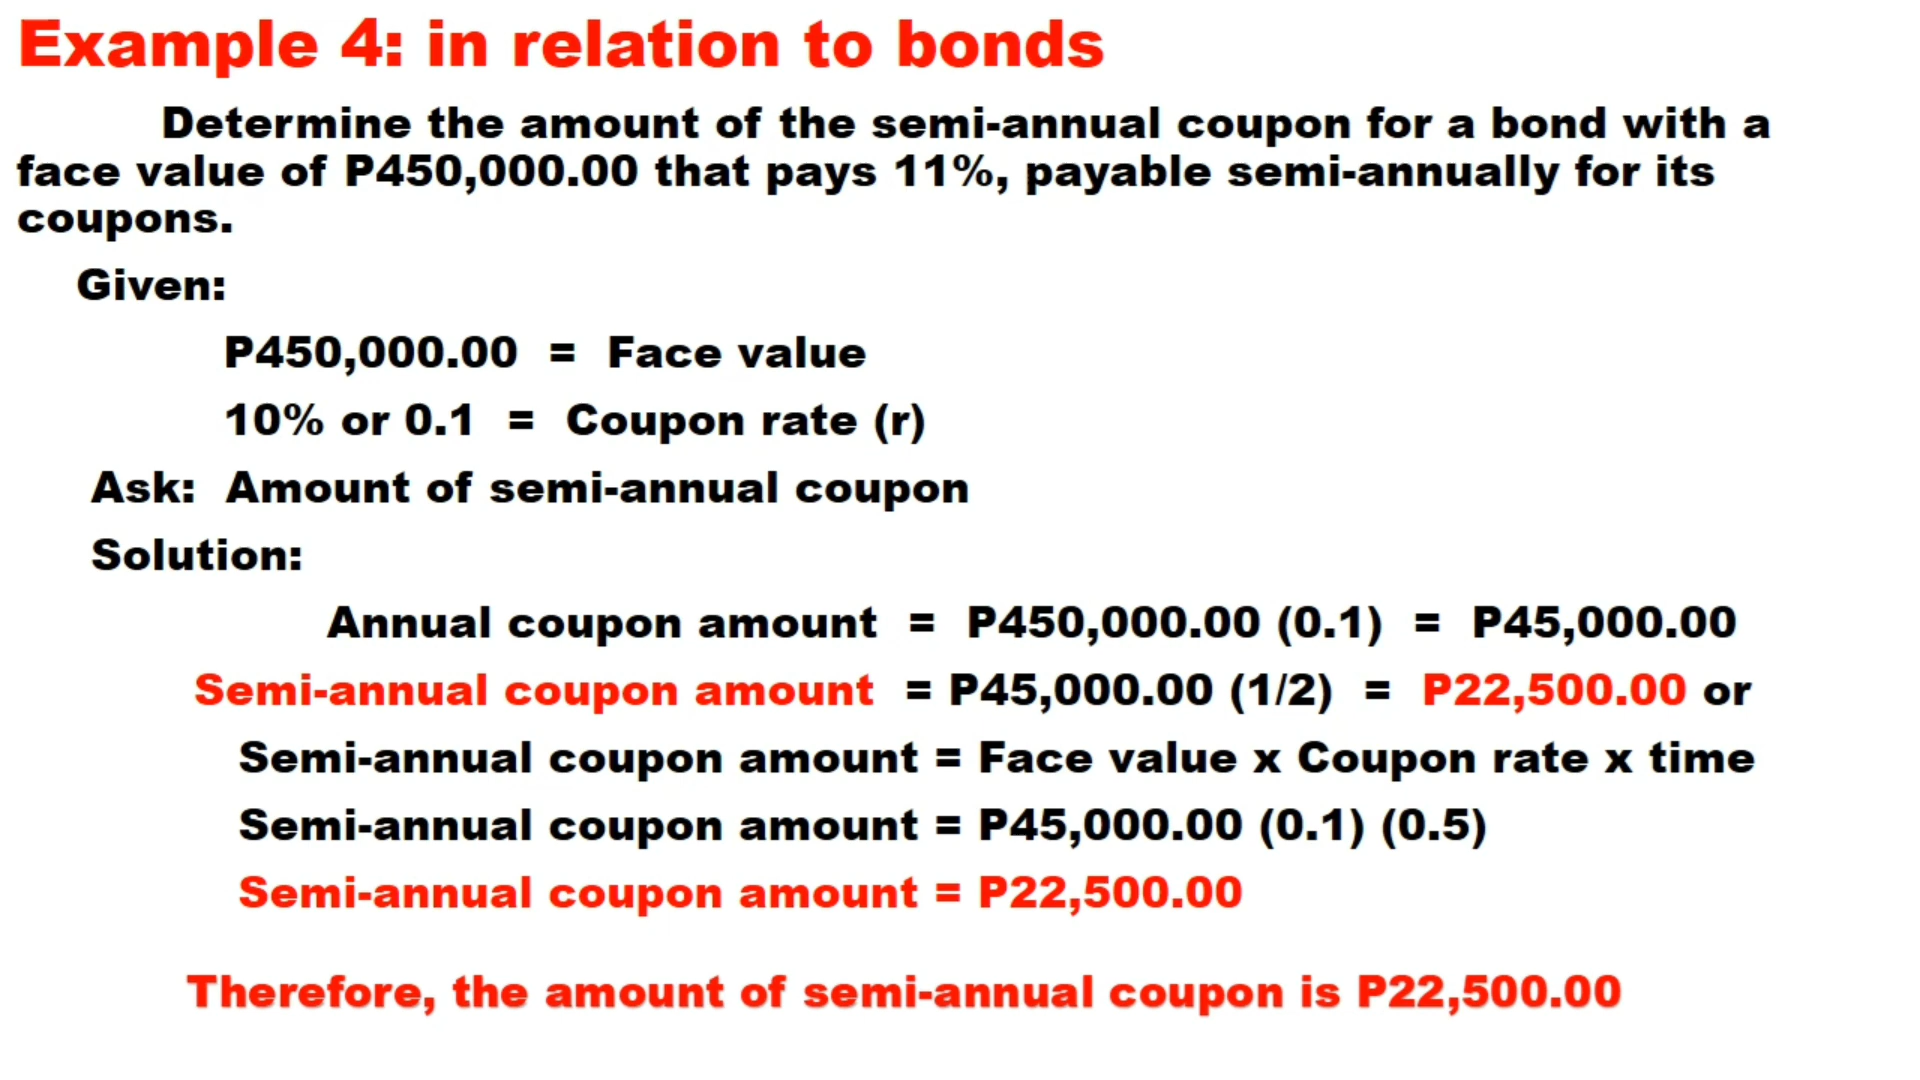 Example 4: in relation to bonds
Determine the amount of the semi-annual coupon for a bond with a
face value of P450,000.00 that pays 11%, payable semi-annually for its
coupons.
Given:
P450,000.00 = Face value
10% or 0.1 = Coupon rate (r)
Ask: Amount of semi-annual coupon
Solution:
Annual coupon amount = P450,000.00 (0.1) = P45,000.00
Semi-annual coupon amount = P45,000.00 (1/2) = P22,500.00 or
Semi-annual coupon amount = Face value x Coupon rate x time
Semi-annual coupon amount = P45,000.00 (0.1) (0.5)
Semi-annual coupon amount = P22,500.00
Therefore, the amount of semi-annual coupon is P22,500.00